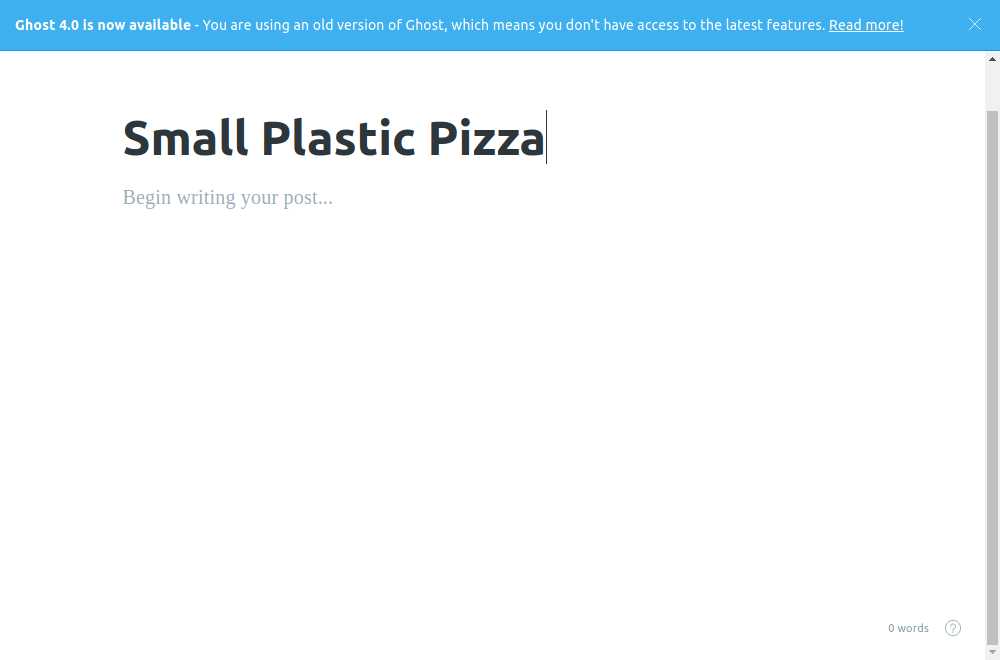 Ghost 4.0 is now available - You are using an old version of Ghost, which means you don't have access to the latest features. Read more!
Small Plastic Pizza
Begin writing your post...
0 words
?